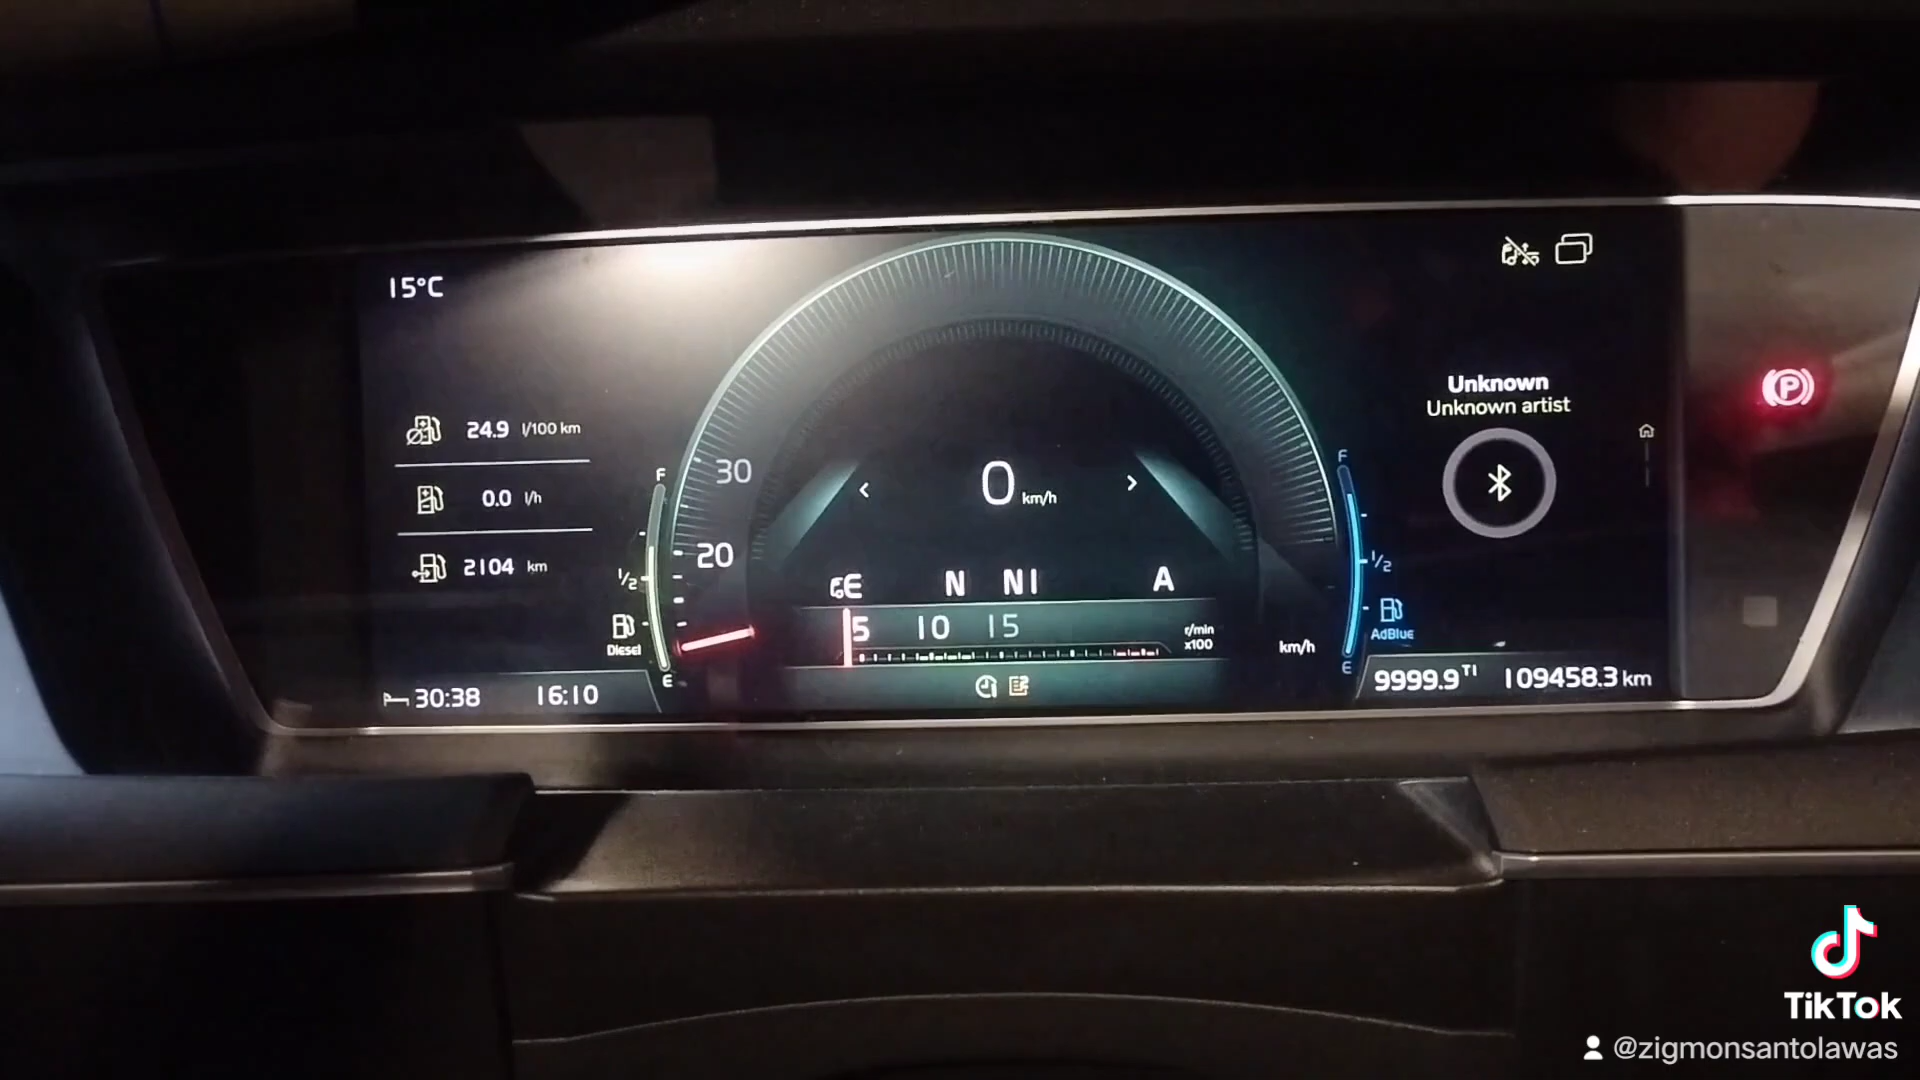 15°C
24.9 l/100 km
0.0 l/h
2104 km
30:38
16:10
F
1/2
Diesel
E
30
20
0 km/h
E N N1 A
5 10 15
r/min
x100
km/h
Unknown
Unknown artist
F
1/2
AdBlue
E
9999.9 T1
109458.3 km
P
TikTok
@zigmonsantolawas